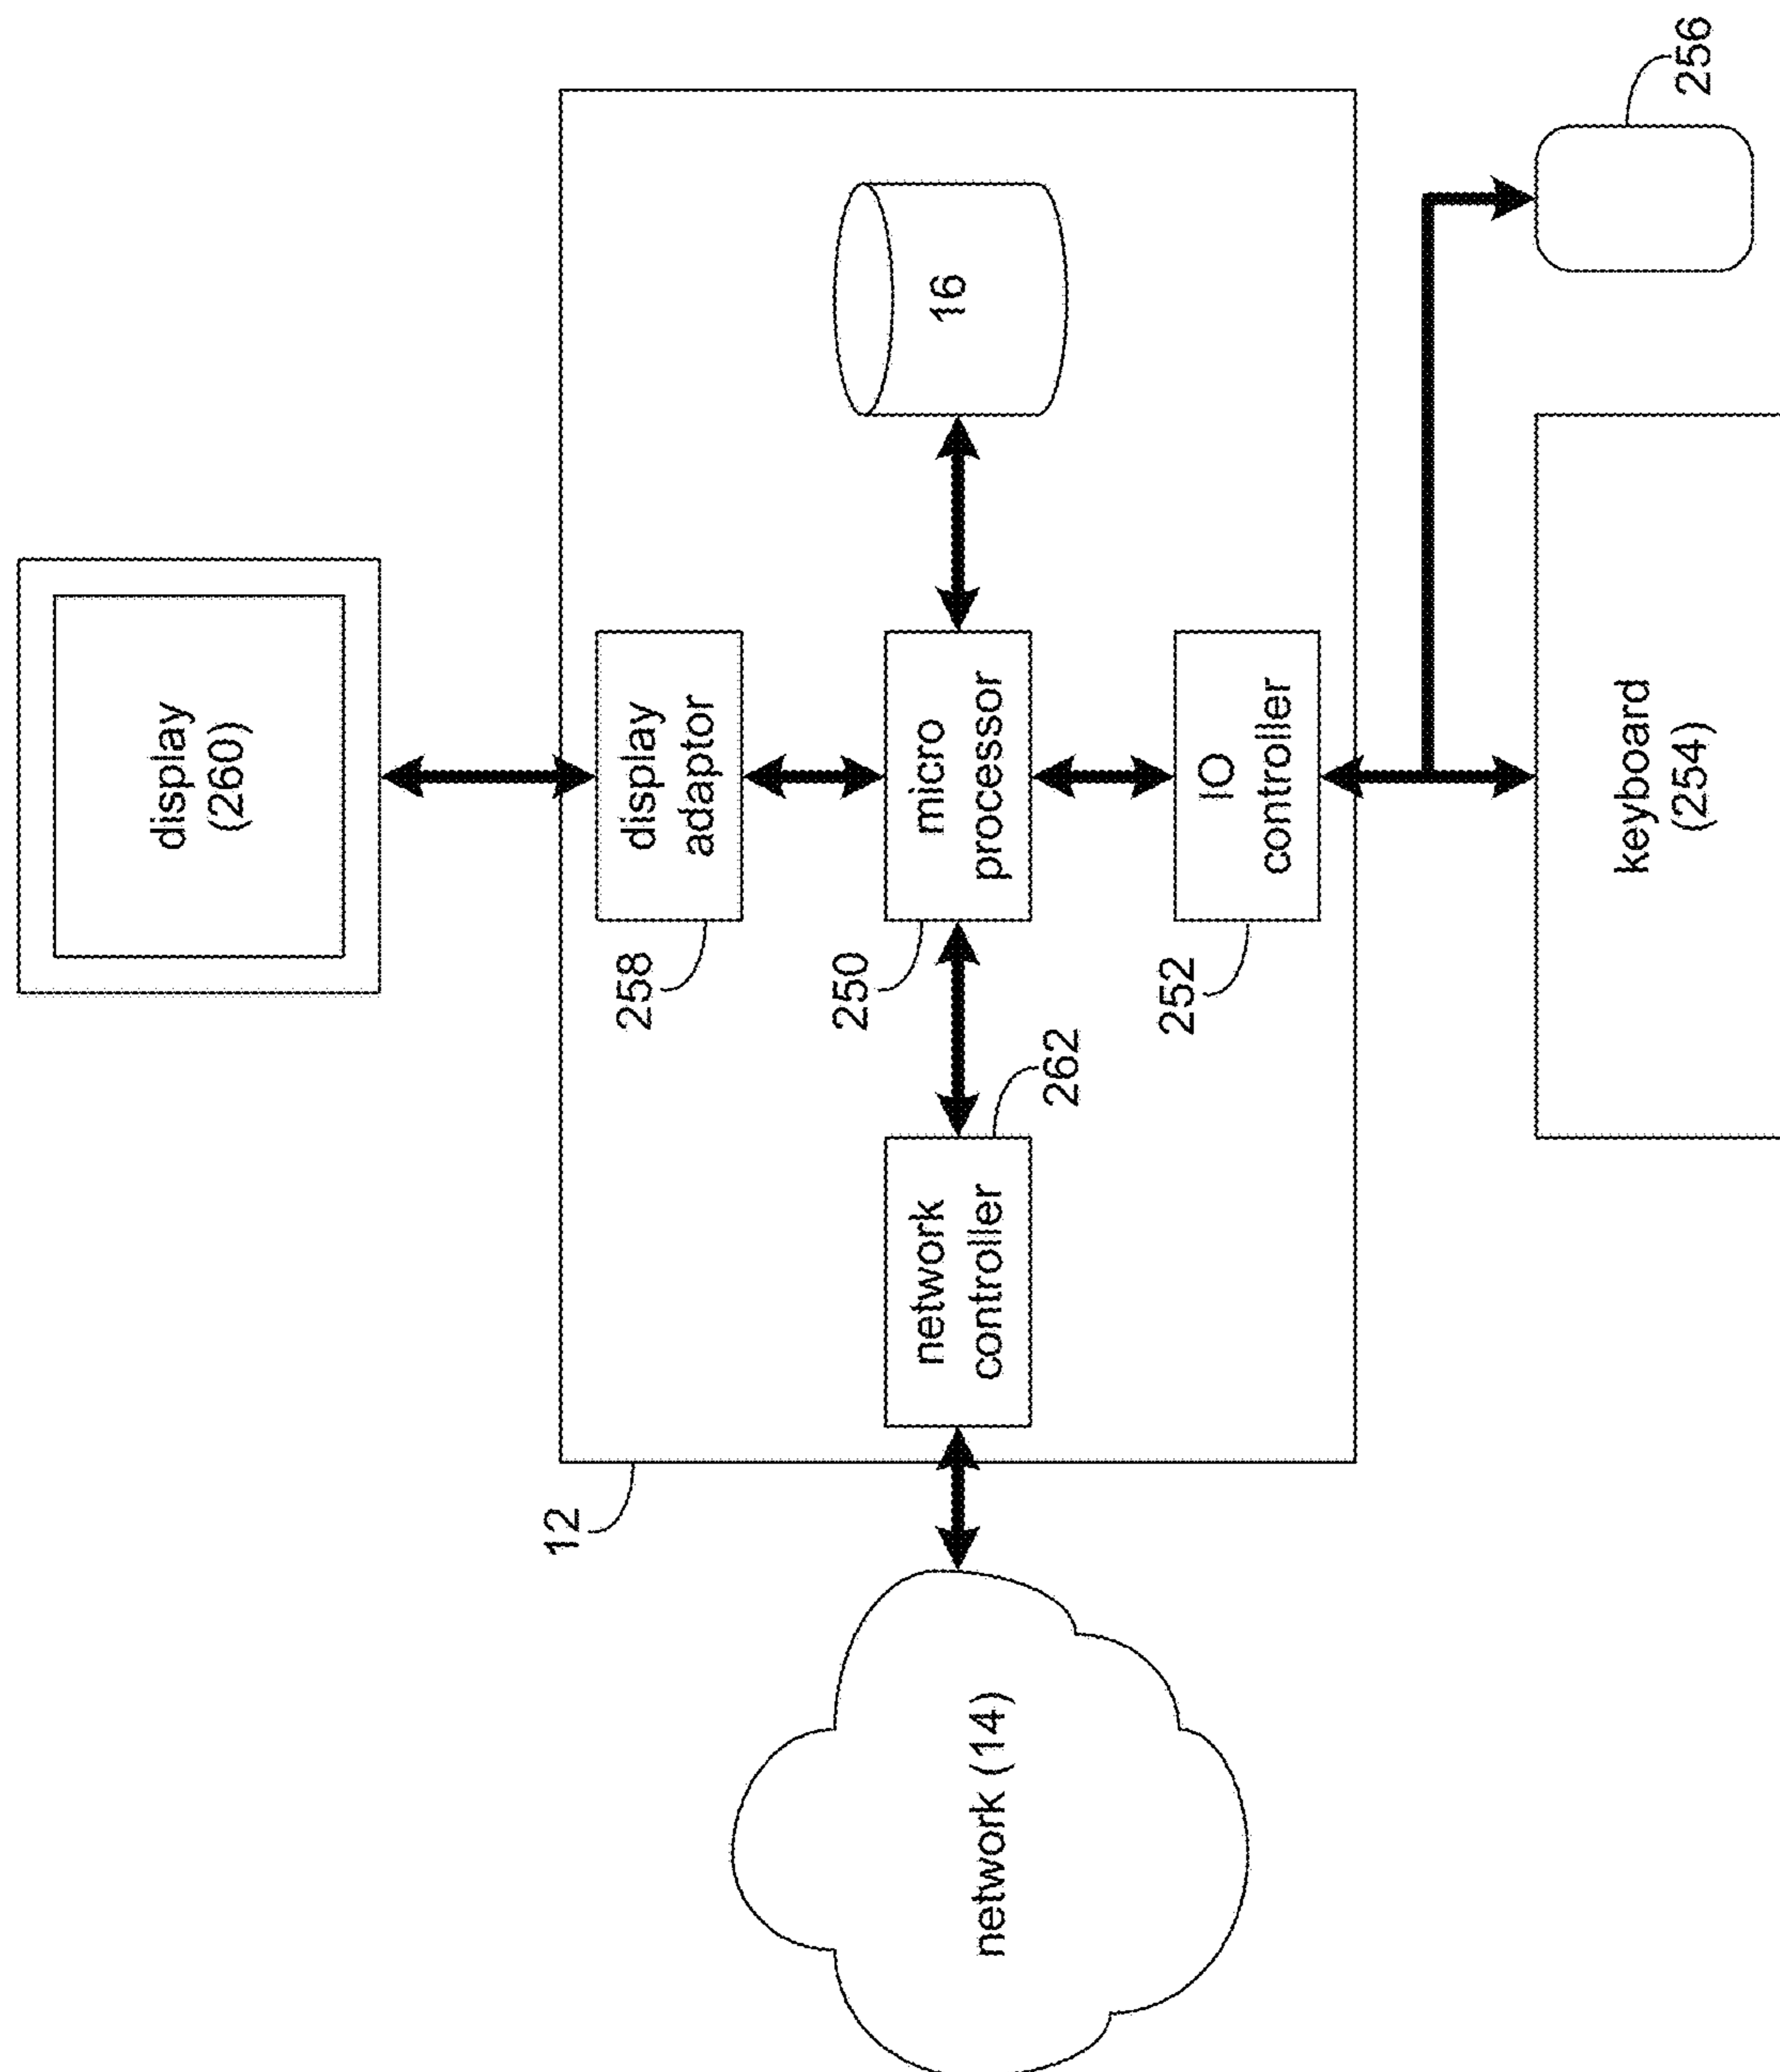 display
(260)
12
258
display
adaptor
network (14)
network
controller
262
250
micro
processor
16
252
IO
controller
keyboard
(254)
256